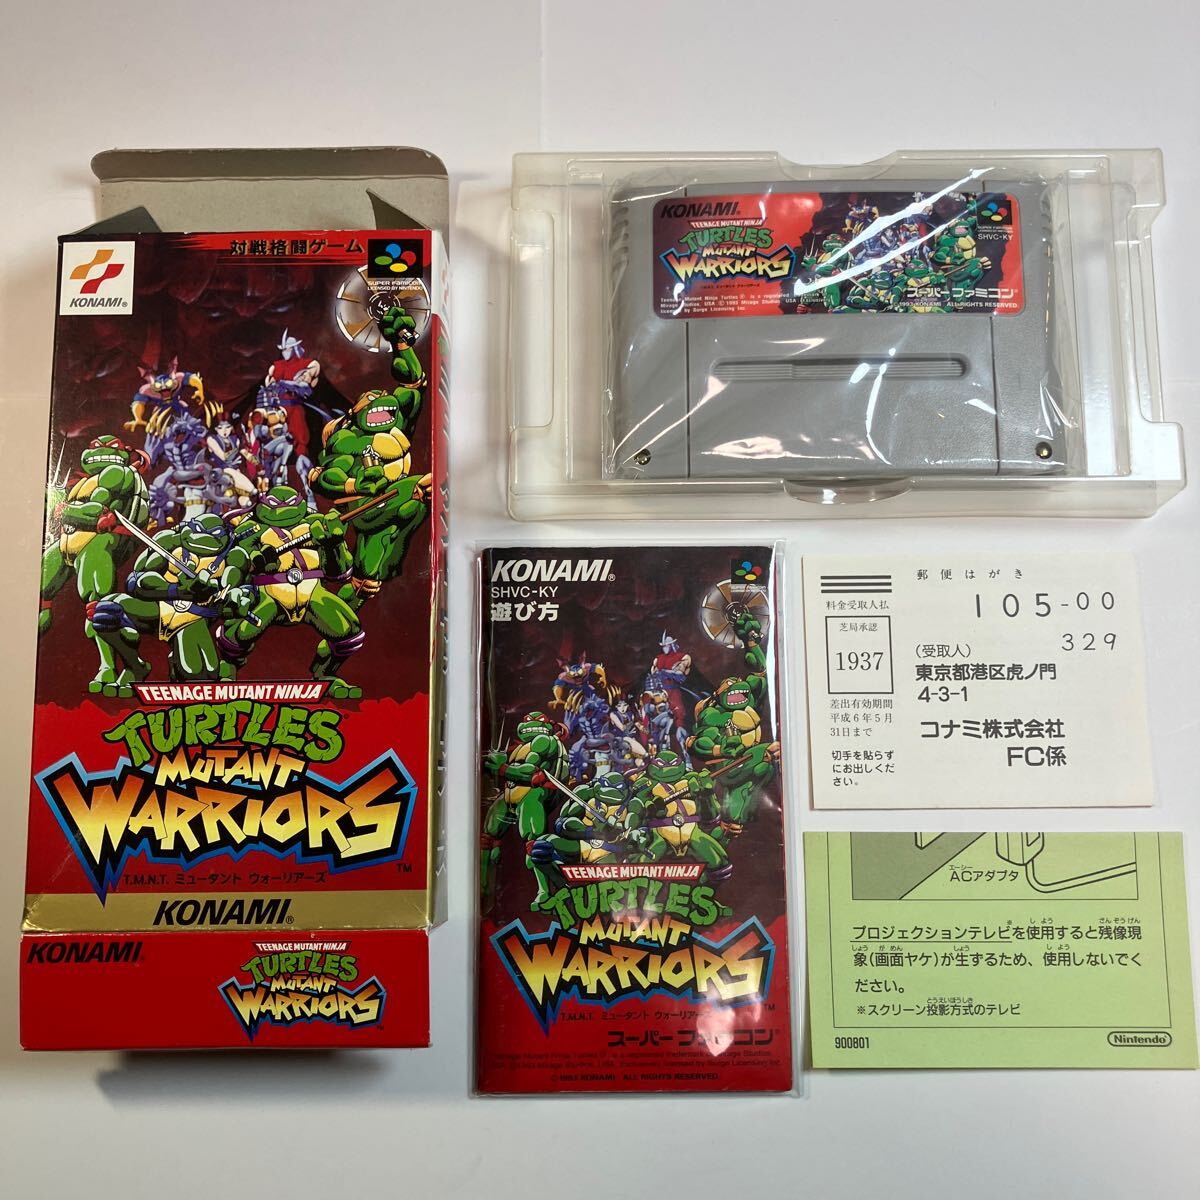 対戦格闘ゲーム
KONAMI®
SUPER FAMICOM
LICENSED BY NINTENDO
TEENAGE MUTANT NINJA
TURTLES
MUTANT
WARRIORS
TM
T.M.N.T. ミュータント ウォーリアーズ
KONAMI®
KONAMI
TEENAGE MUTANT NINJA
TURTLES
MUTANT
WARRIORS
KONAMI
TEENAGE MUTANT NINJA
TURTLES
MUTANT
WARRIORS
SHVC-KY
スーパーファミコン
©1993 KONAMI ALL RIGHTS RESERVED
KONAMI®
SHVC-KY
遊び方
TEENAGE MUTANT NINJA
TURTLES
MUTANT
WARRIORS
TM
T.M.N.T. ミュータント ウォーリアーズ
スーパーファミコン
© 1993 KONAMI ALL RIGHTS RESERVED.
郵便はがき
料金受取人払
105-00
芝局承認
1937
329
(受取人)
東京都港区虎ノ門
4-3-1
コナミ株式会社
FC係
差出有効期間
平成6年5月
31日まで
切手を貼らず
にお出しくだ
さい。
エーシー
ACアダプタ
プロジェクションテレビ※を使用すると残像現
象(画面ヤケ)が生ずるため、使用しないでく
ださい。
※スクリーン投影方式のテレビ
900801
Nintendo